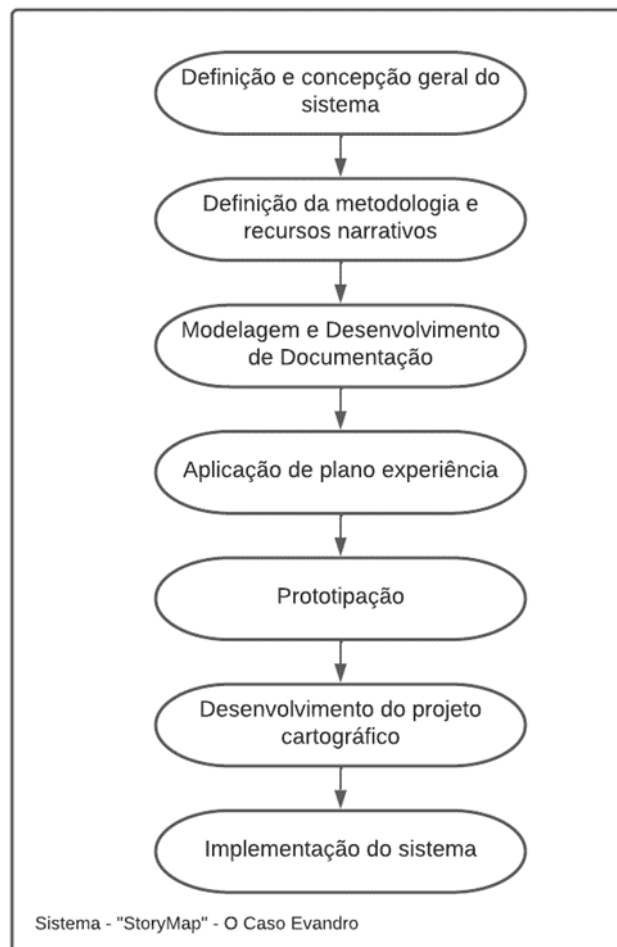 Definição e concepção geral do
sistema
Definição da metodologia e
recursos narrativos
Modelagem e Desenvolvimento
de Documentação
Aplicação de plano experiência
Prototipação
Desenvolvimento do projeto
cartográfico
Implementação do sistema
Sistema - "StoryMap" - O Caso Evandro